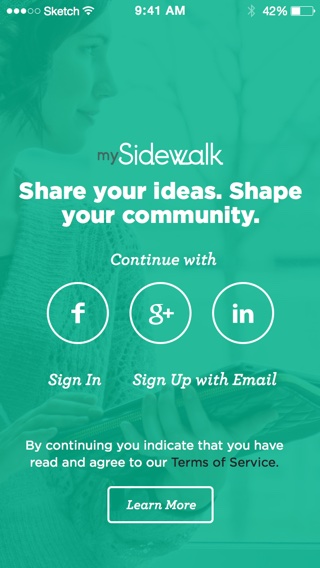 Sketch 9:41 AM 42%
mySidewalk
Share your ideas. Shape
your community.
Continue with
f g+ in
Sign In Sign Up with Email
By continuing you indicate that you have
read and agree to our Terms of Service.
Learn More